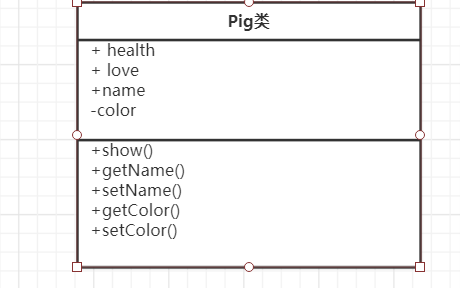 Pig类
+ health
+ love
+name
-color
+show()
+getName()
+setName()
+getColor()
+setColor()